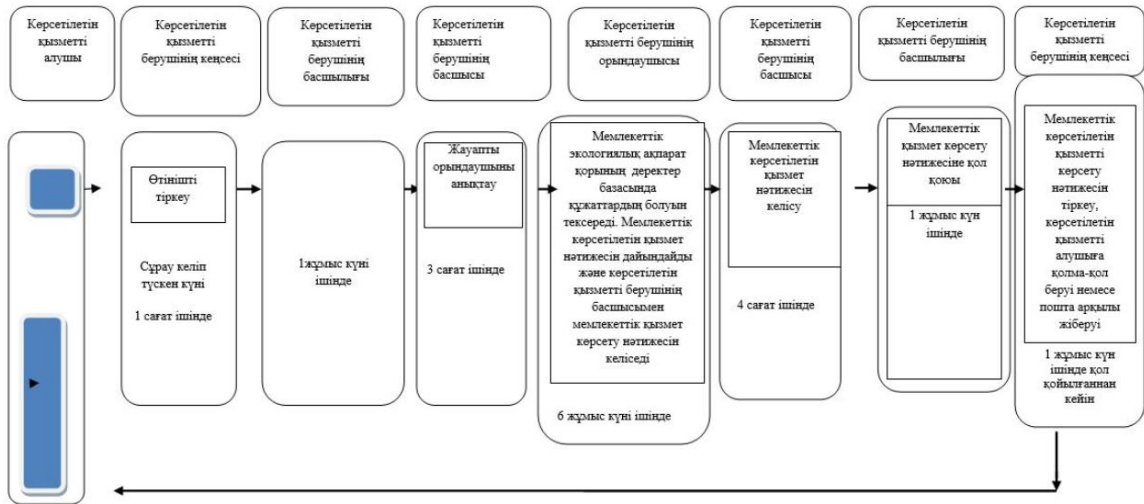 Көрсетілетін
қызметті
алушы
Көрсетілетін
қызметті
берушінің кеңсесі
Көрсетілетін
қызметті
берушінің
басшылығы
Көрсетілетін
қызметті
берушінің
басшысы
Көрсетілетін
қызметті берушінің
орындаушысы
Көрсетілетін
қызметті
берушінің
басшысы
Көрсетілетін
қызметті берушінің
басшылығы
Көрсетілетін
қызметті
берушінің кеңсесі
Өтінішті
тіркеу
Сұрау келіп
түскен күні
1 сағат ішінде
1жұмыс күні
ішінде
Жауапты
орындаушыны
анықтау
3 сағат ішінде
Мемлекеттік
экологиялық ақпарат
қорының деректер
базасында
құжаттардың болуын
тексереді. Мемлекеттік
көрсетілетін қызмет
нәтижесін дайындайды
және көрсетілетін
қызметті берушінің
басшысымен
мемлекеттік қызмет
көрсету нәтижесін
келіседі
6 жұмыс күні ішінде
Мемлекеттік
көрсетілетін
қызмет
нәтижесін
келісу
4 сағат ішінде
Мемлекеттік
қызмет көрсету
нәтижесіне қол
қоюы
1 жұмыс күн
ішінде
Мемлекеттік
көрсетілетін
қызметті
көрсету
нәтижесін
тіркеу,
көрсетілетін
қызметті
алушыға
қолма-қол
беруі немесе
пошта арқылы
жіберуі
1 жұмыс күн
ішінде қол
қойылғаннан
кейін